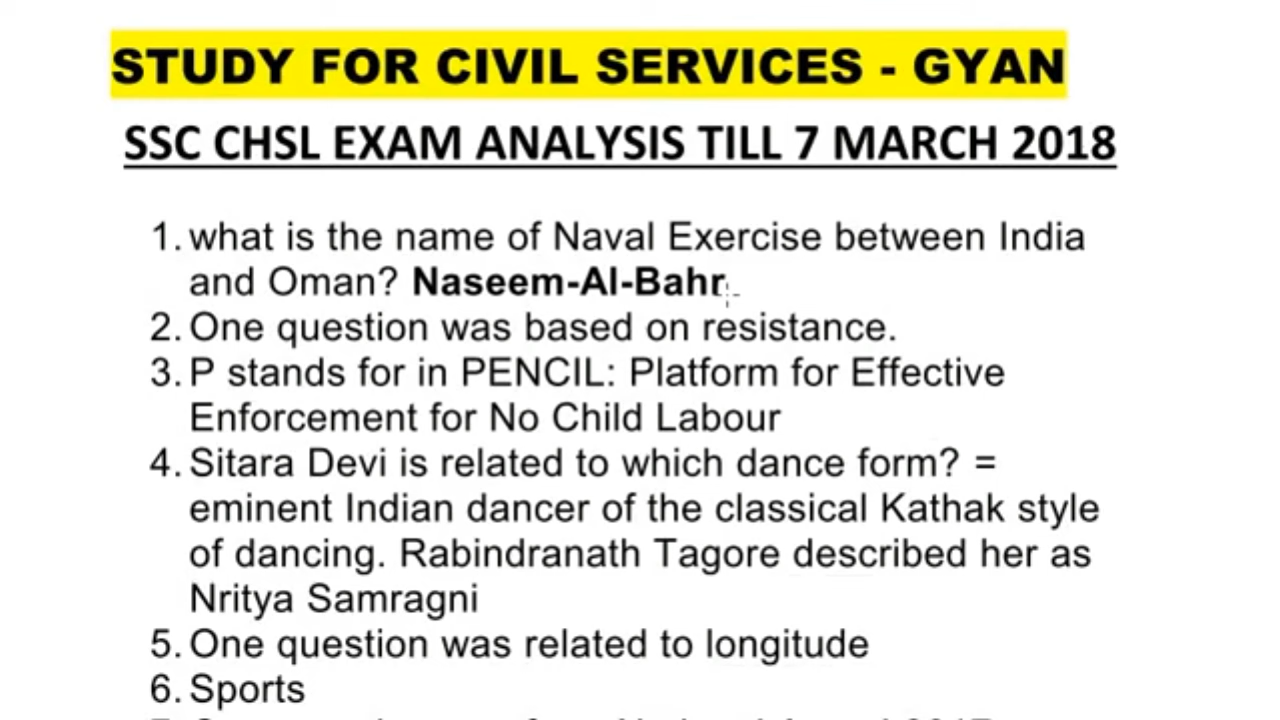 STUDY FOR CIVIL SERVICES - GYAN
SSC CHSL EXAM ANALYSIS TILL 7 MARCH 2018
1. what is the name of Naval Exercise between India
and Oman? Naseem-Al-Bahr
2. One question was based on resistance.
3. P stands for in PENCIL: Platform for Effective
Enforcement for No Child Labour
4. Sitara Devi is related to which dance form? =
eminent Indian dancer of the classical Kathak style
of dancing. Rabindranath Tagore described her as
Nritya Samragni
5. One question was related to longitude
6. Sports